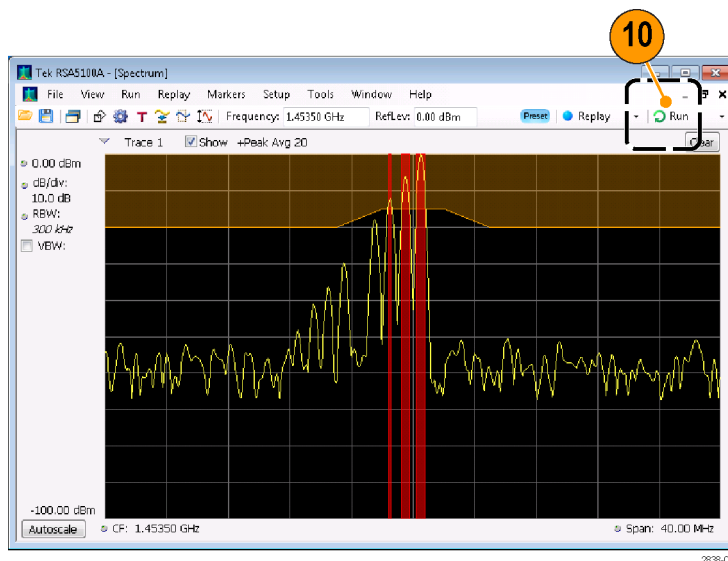 10
Tek RSA5100A - [Spectrum]
File View Run Replay Markers Setup Tools Window Help
Frequency: 1.45350 GHz RefLev: 0.00 dBm Preset Replay Run
Trace 1 Show +Peak Avg 20 Clear
0.00 dBm
dB/div:
10.0 dB
RBW:
300 kHz
VBW:
-100.00 dBm
Autoscale CF: 1.45350 GHz Span: 40.00 MHz